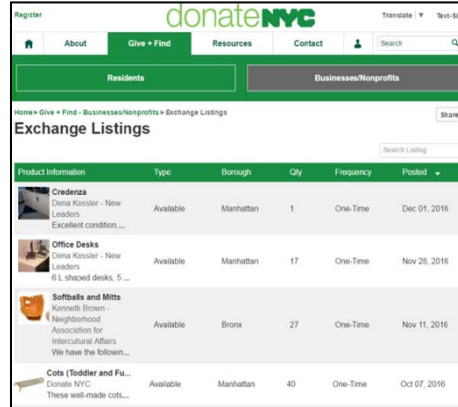 Register
donateNYC
Translate | ▼ Text-Si
About Give + Find Resources Contact Search
Residents Businesses/Nonprofits
Home ▸ Give + Find - Businesses/Nonprofits ▸ Exchange Listings
Share
Exchange Listings
Search Listing
Product Information Type Borough Qty Frequency Posted
Credenza
Dena Kessler - New
Leaders
Excellent condition ...
Available Manhattan 1 One-Time Dec 01, 2016
Office Desks
Dena Kessler - New
Leaders
6 L shaped desks, 5 ...
Available Manhattan 17 One-Time Nov 28, 2016
Softballs and Mitts
Kenneth Brown -
Neighborhood
Association for
Intercultural Affairs
We have the followin...
Available Bronx 27 One-Time Nov 11, 2016
Cots (Toddler and Fu...
Donate NYC
These well-made cots...
Available Manhattan 40 One-Time Oct 07, 2016